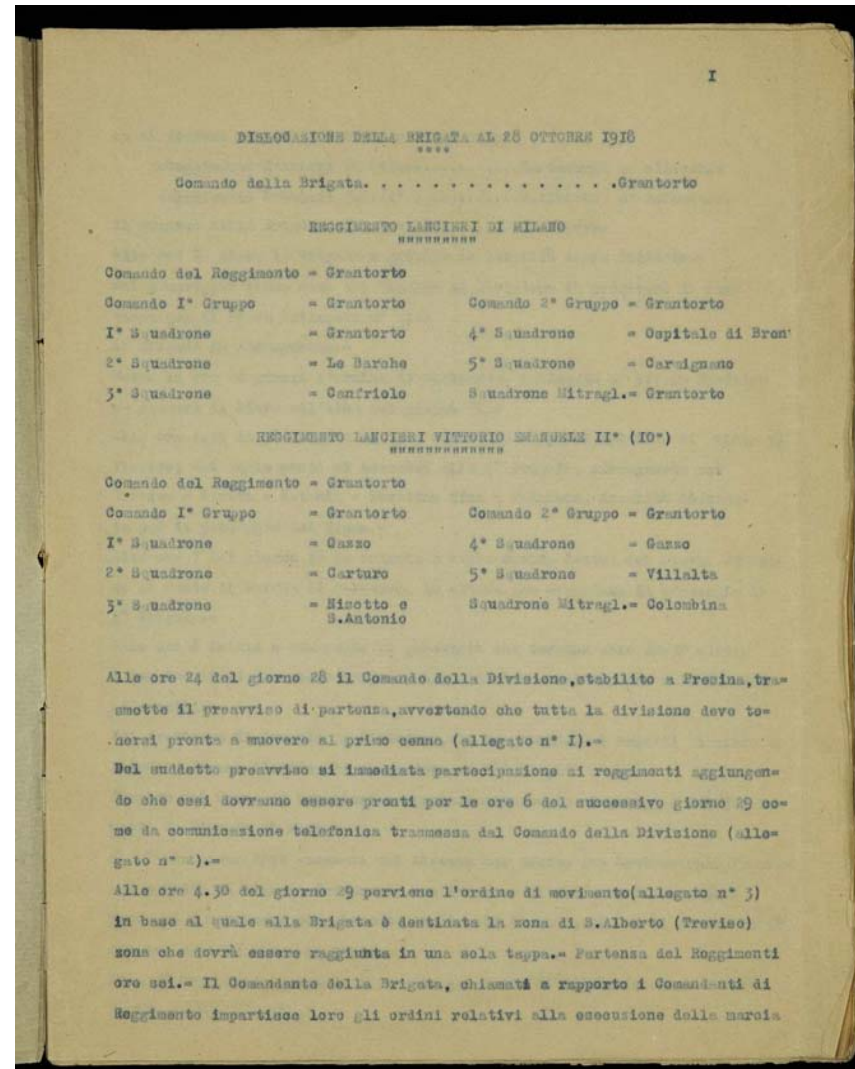 I
DISLOCASIONE DELLA BRIGATA AL 28 OTTOBRE I9I8
""""
Comando della Brigata. . . . . . . . . . . . . . . .Grantorto
REGGIMENTO LANCIERI DI MILANO
"""""""""
Comando del Reggimento = Grantorto
Comando I° Gruppo = Grantorto Comando 2° Gruppo = Grantorto
I° Squadrone = Grantorto 4° Squadrone = Ospitale di Bren
2° Squadrone = Le Barche 5° Squadrone = Carmignano
3° Squadrone = Canfriolo Squadrone Mitragl.= Grantorto
REGGIMENTO LANCIERI VITTORIO EMANUELE II° (IO°)
""""""""""""
Comando del Reggimento = Grantorto
Comando I° Gruppo = Grantorto Comando 2° Gruppo = Grantorto
I° Squadrone = Gazzo 4° Squadrone = Gazzo
2° Squadrone = Carturo 5° Squadrone = Villalta
3° Squadrone = Nizotto e Squadrone Mitragl.= Colombina
S.Antonio
Alle ore 24 del giorno 28 il Comando della Divisione,stabilito a Presina,tra=
smette il preavviso di partenza,avvertendo che tutta la divisione deve te=
nersi pronta a muovere al primo cenno (allegato n° I).=
Del suddetto preavviso si immediata partecipazione ai reggimenti aggiungen=
do che essi dovranno essere pronti per le ore 6 del successivo giorno 29 co=
me da comunicazione telefonica trasmessa dal Comando della Divisione (alle=
gato n° 2).=
Alle ore 4.30 del giorno 29 perviene l'ordine di movimento(allegato n° 3)
in base al quale alla Brigata è destinata la zona di S.Alberto (Treviso)
zona che dovrà essere raggiunta in una sola tappa.= Partenza dei Reggimenti
ore sei.= Il Comandante della Brigata, chiamati a rapporto i Comandanti di
Reggimento impartisce loro gli ordini relativi alla esecuzione della marcia